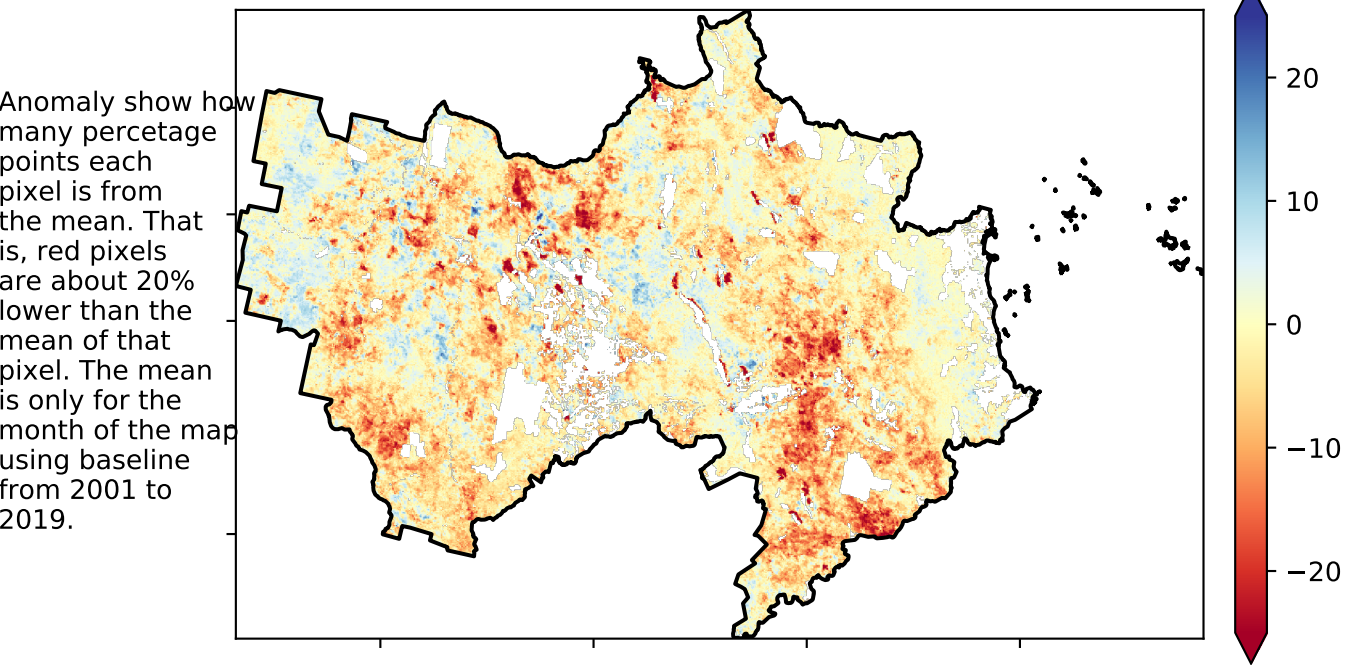 Anomaly show how
many percetage
points each
pixel is from
the mean. That
is, red pixels
are about 20%
lower than the
mean of that
pixel. The mean
is only for the
month of the map
using baseline
from 2001 to
2019.
20
10
0
−10
−20